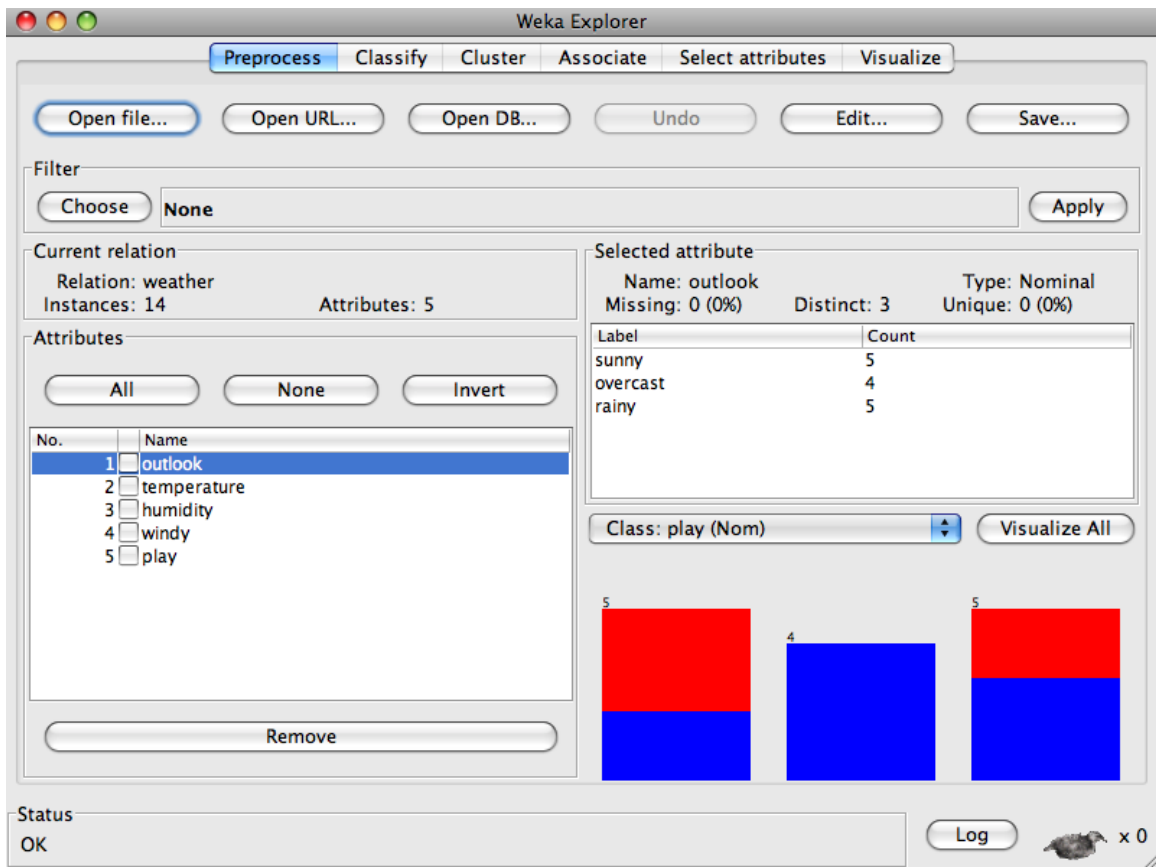 Weka Explorer
Preprocess Classify Cluster Associate Select attributes Visualize
Open file... Open URL... Open DB... Undo Edit... Save...
Filter
Choose None Apply
Current relation
Relation: weather
Instances: 14 Attributes: 5
Attributes
All None Invert
No. Name
1 outlook
2 temperature
3 humidity
4 windy
5 play
Remove
Selected attribute
Name: outlook Type: Nominal
Missing: 0 (0%) Distinct: 3 Unique: 0 (0%)
Label Count
sunny 5
overcast 4
rainy 5
Class: play (Nom) Visualize All
5 4 5
Status
OK
Log x 0